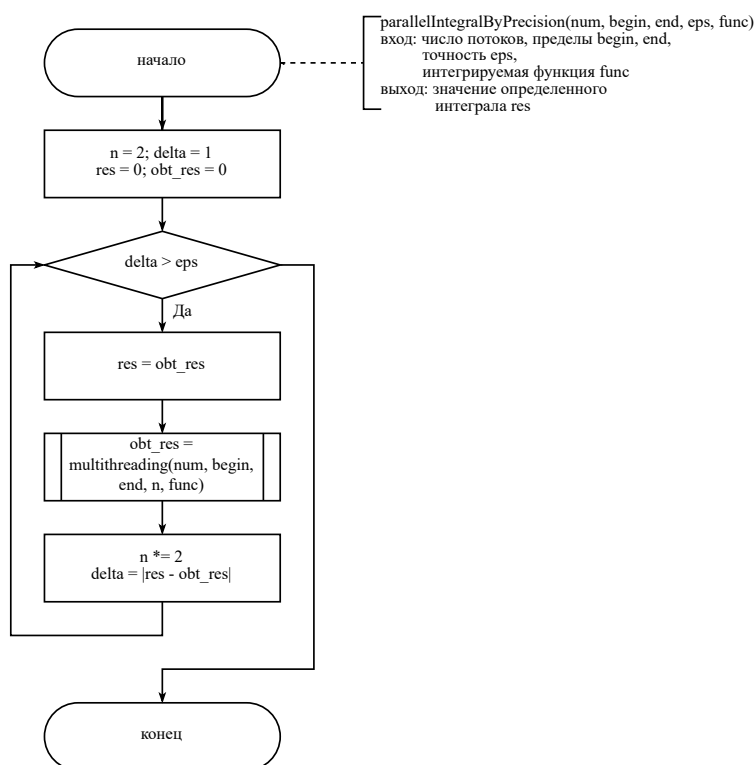 parallelIntegralByPrecision(num, begin, end, eps, func)
вход: число потоков, пределы begin, end,
точность eps,
интегрируемая функция func
выход: значение определенного
интеграла res
начало
n = 2; delta = 1
res = 0; obt_res = 0
delta > eps
Да
res = obt_res
obt_res =
multithreading(num, begin,
end, n, func)
n *= 2
delta = |res - obt_res|
конец